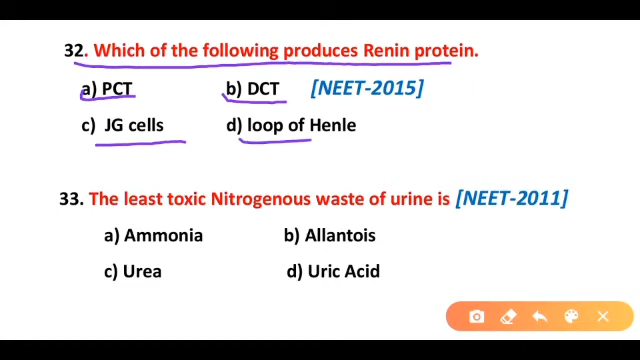 32. Which of the following produces Renin protein.
a) PCT b) DCT [NEET-2015]
c) JG cells d) loop of Henle
33. The least toxic Nitrogenous waste of urine is [NEET-2011]
a) Ammonia b) Allantois
c) Urea d) Uric Acid